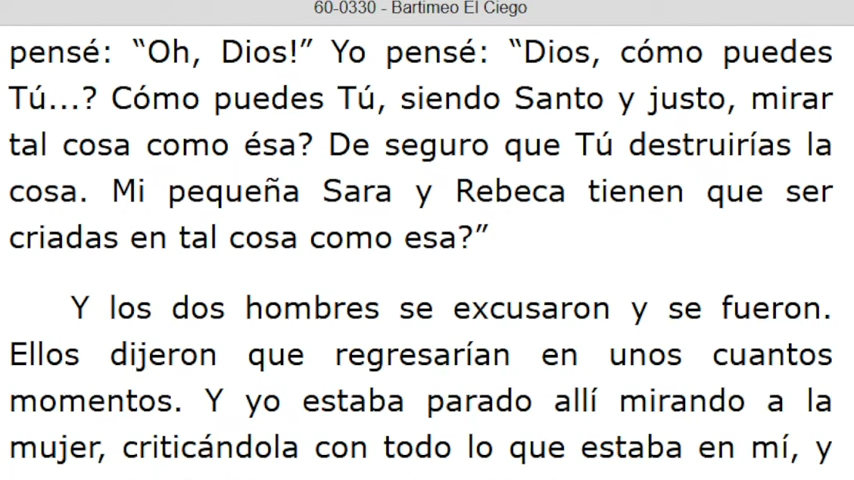 60-0330 - Bartimeo El Ciego
pensé: “Oh, Dios!” Yo pensé: “Dios, cómo puedes
Tú...? Cómo puedes Tú, siendo Santo y justo, mirar
tal cosa como ésa? De seguro que Tú destruirías la
cosa. Mi pequeña Sara y Rebeca tienen que ser
criadas en tal cosa como esa?”
Y los dos hombres se excusaron y se fueron.
Ellos dijeron que regresarían en unos cuantos
momentos. Y yo estaba parado allí mirando a la
mujer, criticándola con todo lo que estaba en mí, y